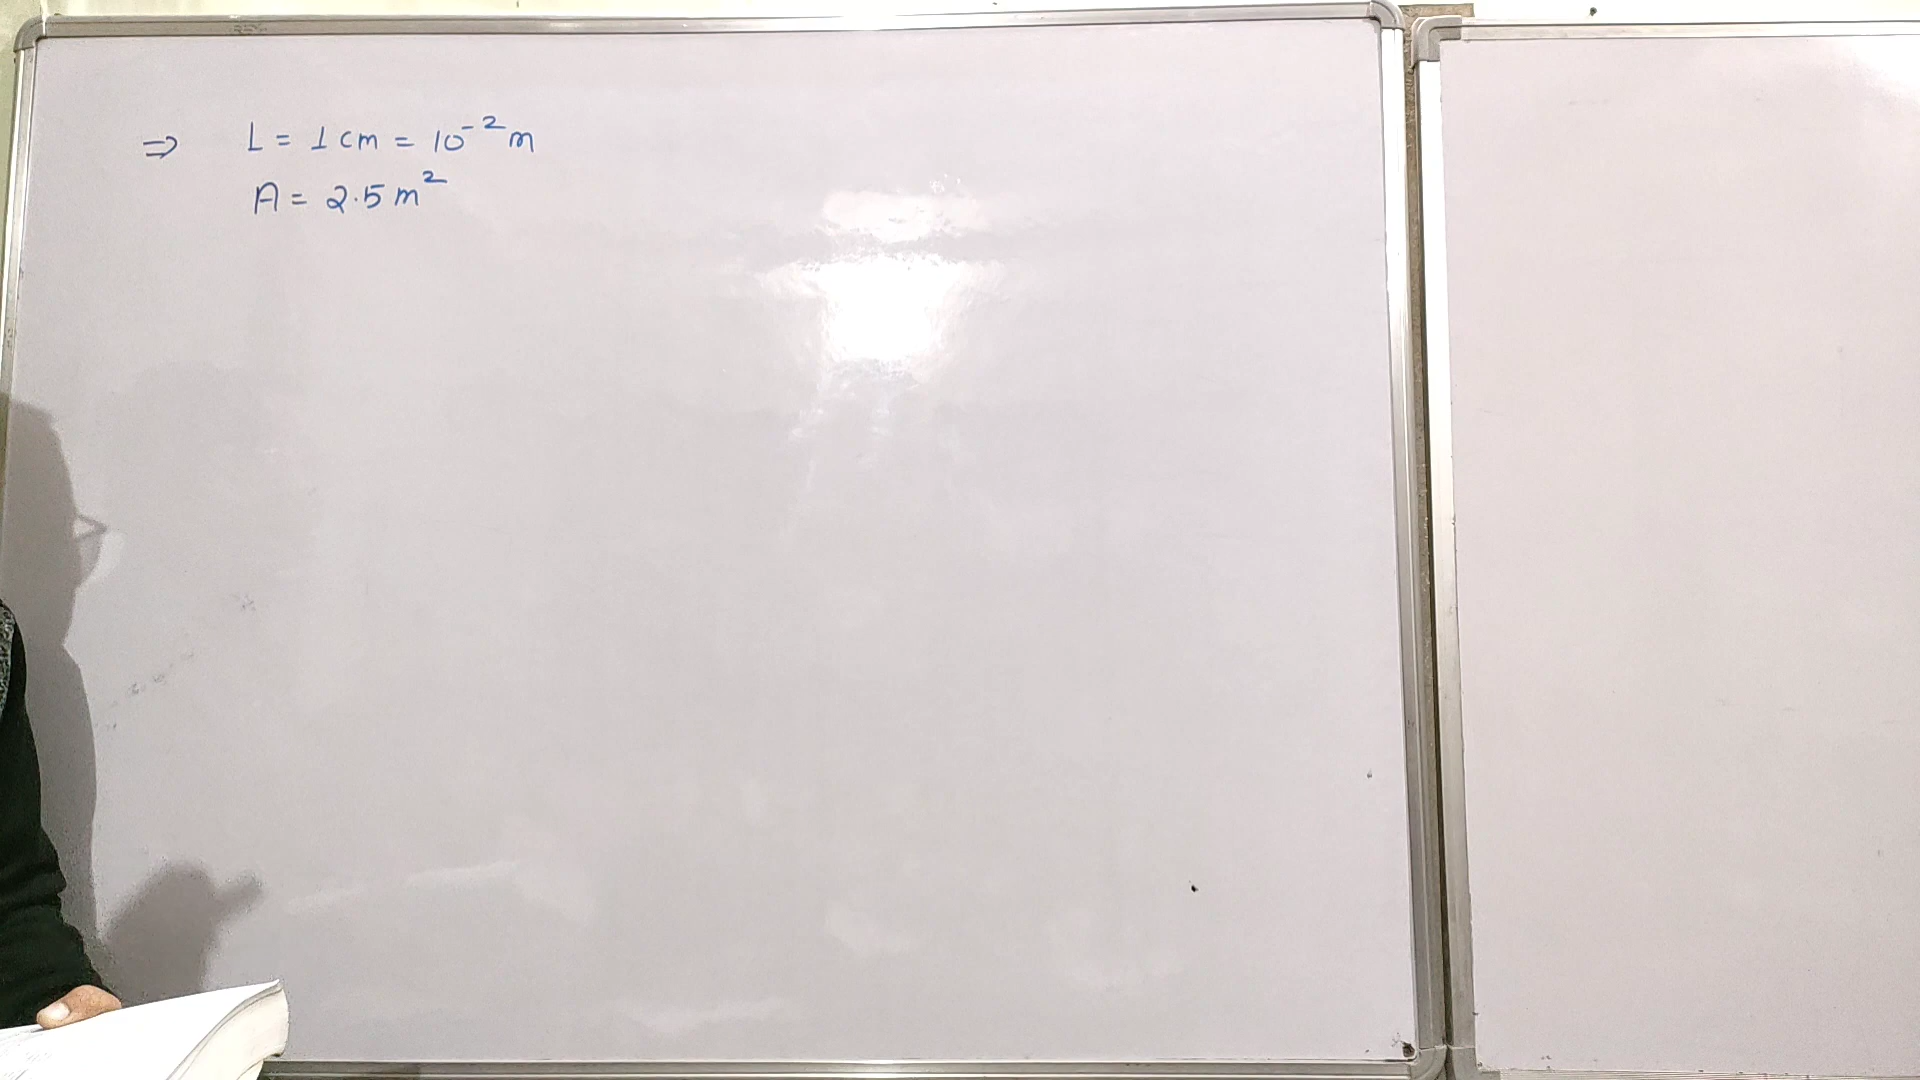 ⇒ L = 1 cm = 10⁻² m
A = 2.5 m²